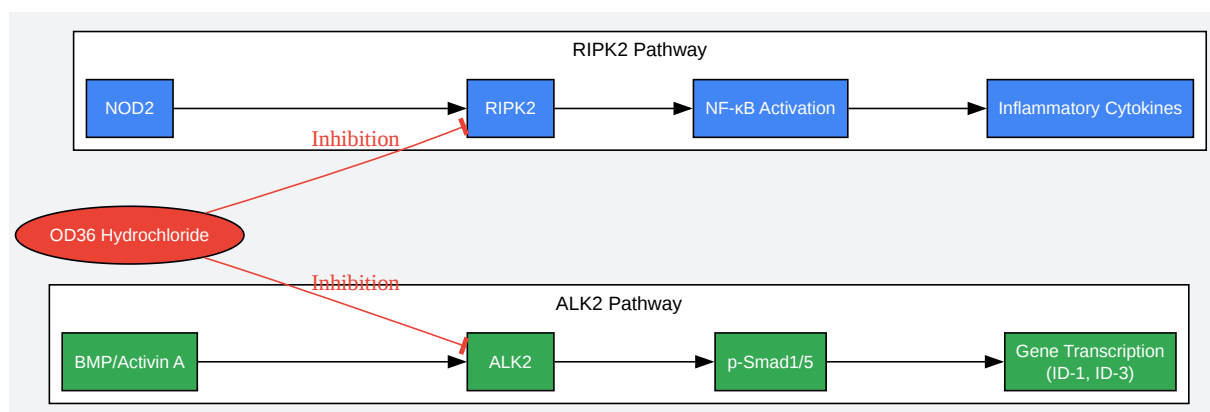 RIPK2 Pathway
NOD2
RIPK2
NF-κB Activation
Inflammatory Cytokines
Inhibition
OD36 Hydrochloride
Inhibition
ALK2 Pathway
BMP/Activin A
ALK2
p-Smad1/5
Gene Transcription
(ID-1, ID-3)